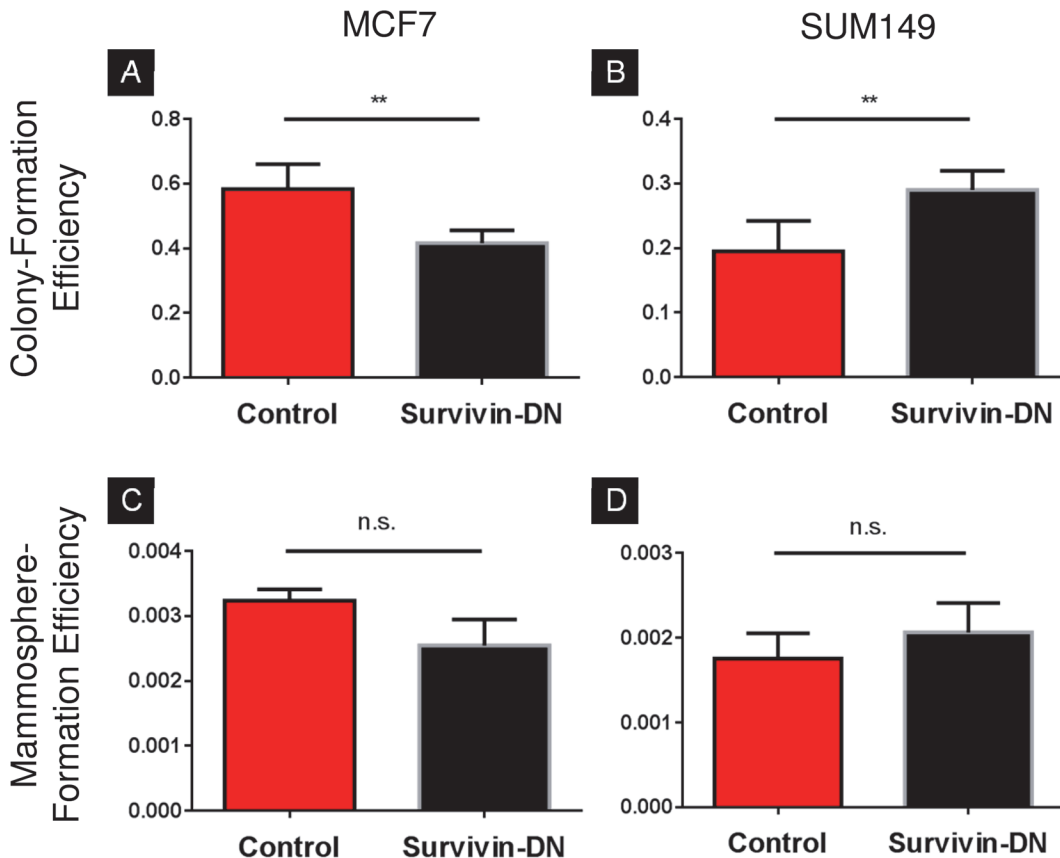 MCF7
SUM149
A
B
Colony-Formation
Efficiency
**
0.8
0.6
0.4
0.2
0.0
Control
Survivin-DN
**
0.4
0.3
0.2
0.1
0.0
Control
Survivin-DN
C
D
Mammosphere-
Formation Efficiency
n.s.
0.004
0.003
0.002
0.001
0.000
Control
Survivin-DN
n.s.
0.003
0.002
0.001
0.000
Control
Survivin-DN